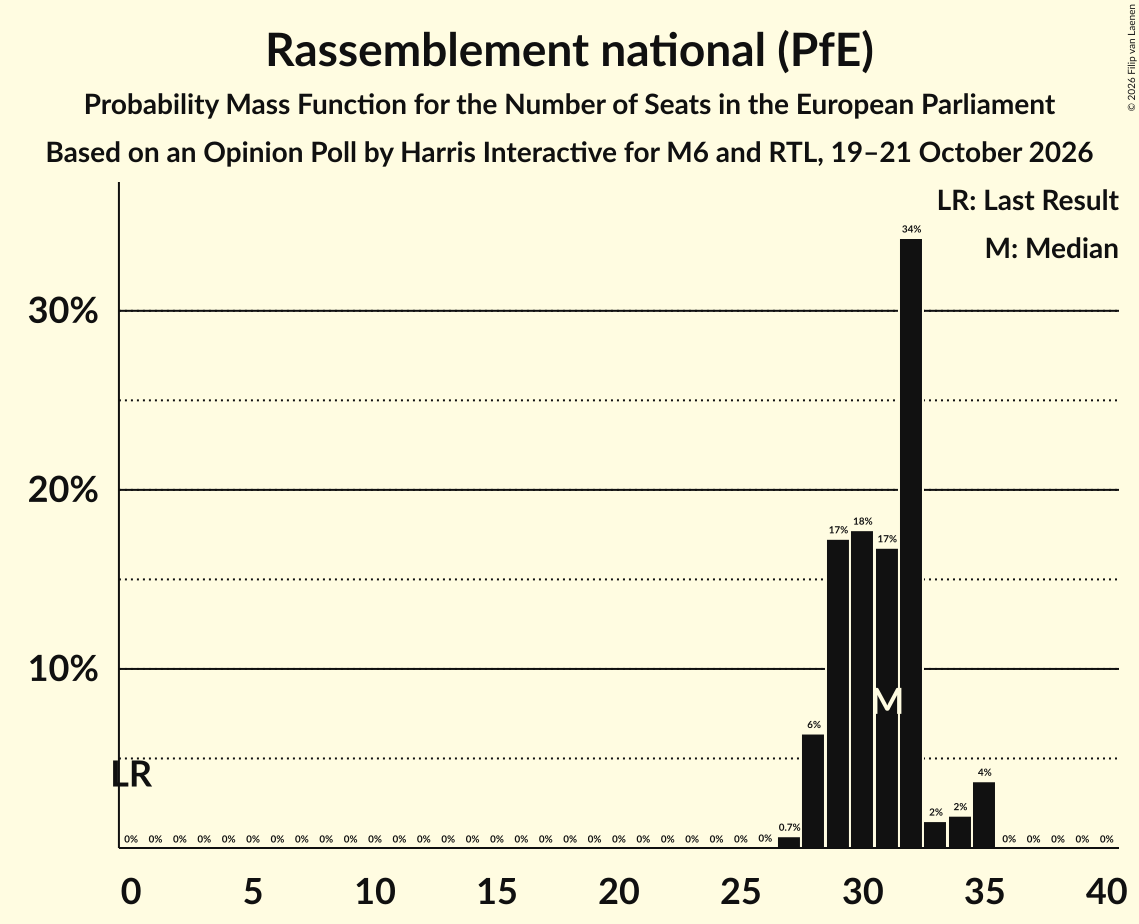 Rassemblement national (PfE)
Probability Mass Function for the Number of Seats in the European Parliament
Based on an Opinion Poll by Harris Interactive for M6 and RTL, 19–21 October 2026
© 2026 Filip van Laenen
LR: Last Result
M: Median
34%
30%
20%
18%
17%
17%
10%
M
6%
LR
4%
2%
2%
0.7%
0% 0% 0% 0% 0% 0% 0% 0% 0% 0% 0% 0% 0% 0% 0% 0% 0% 0% 0% 0% 0% 0% 0% 0% 0% 0% 0% 0% 0% 0% 0% 0%
0 5 10 15 20 25 30 35 40